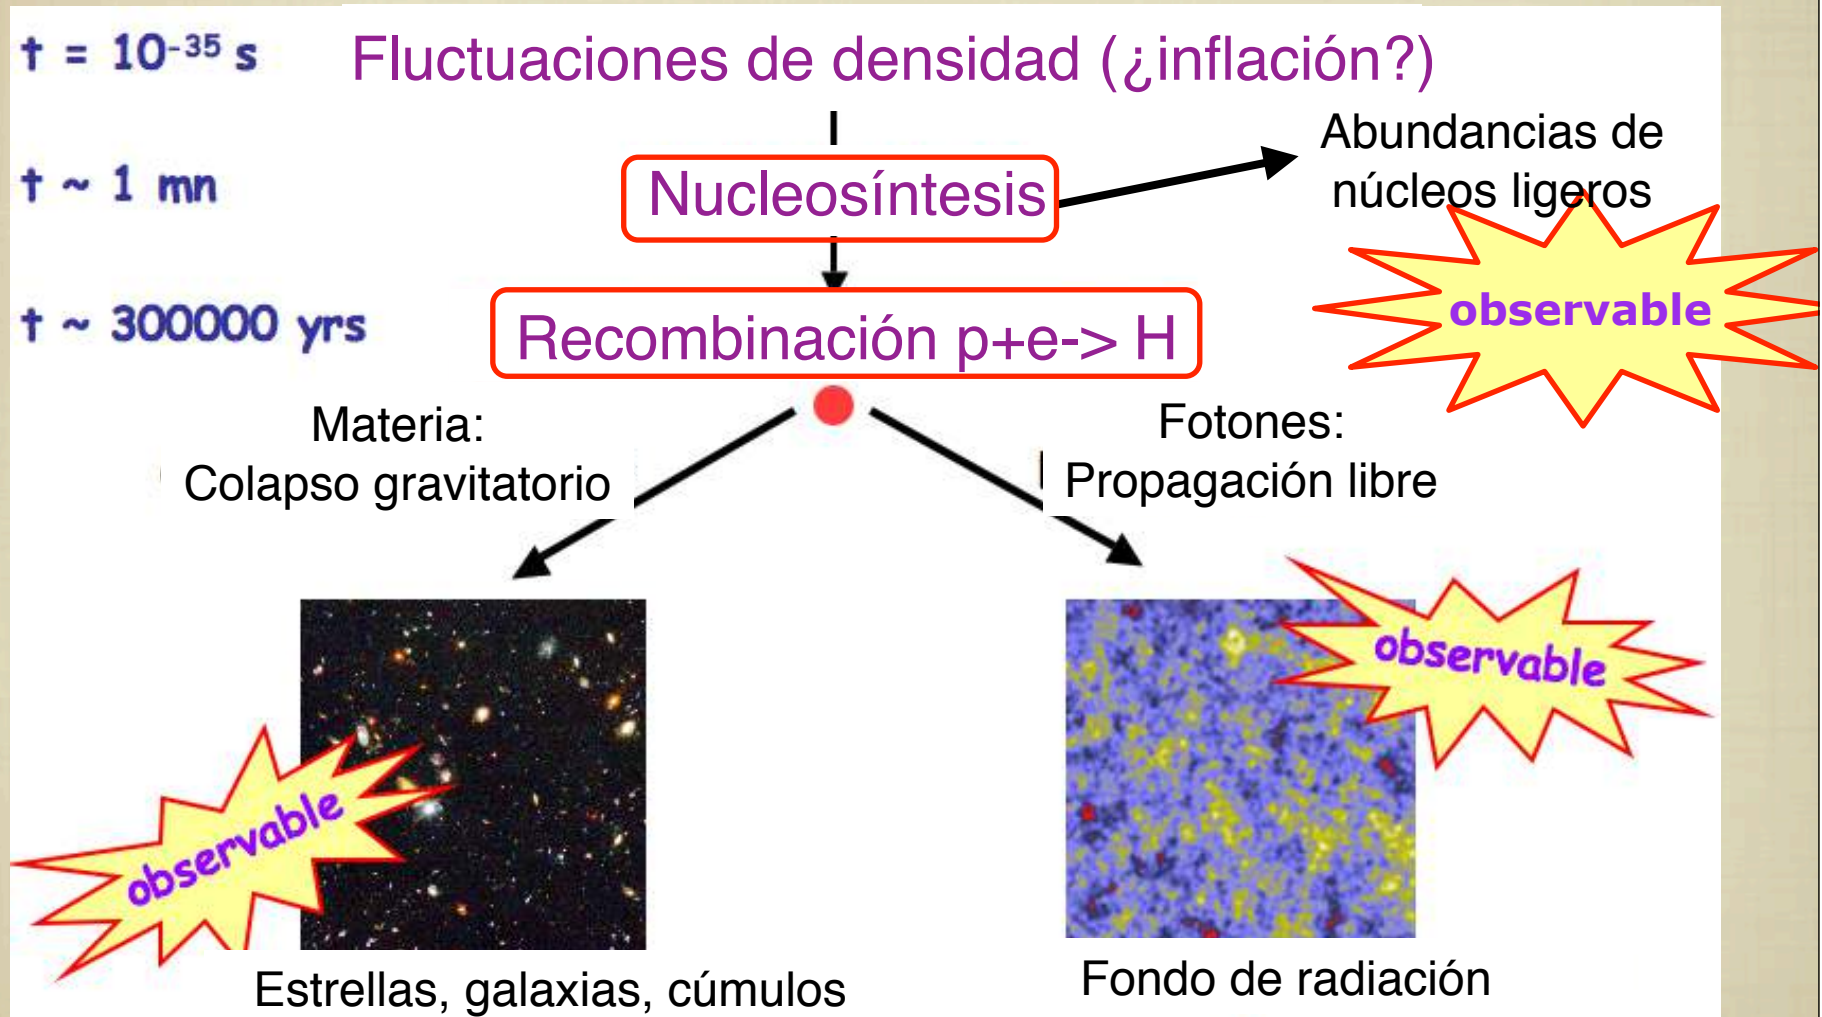 t = 10⁻³⁵ s
Fluctuaciones de densidad (¿inflación?)
Abundancias de
núcleos ligeros
t ~ 1 mn
Nucleosíntesis
observable
t ~ 300000 yrs
Recombinación p+e-> H
Materia:
Colapso gravitatorio
Fotones:
Propagación libre
observable
observable
Estrellas, galaxias, cúmulos
Fondo de radiación